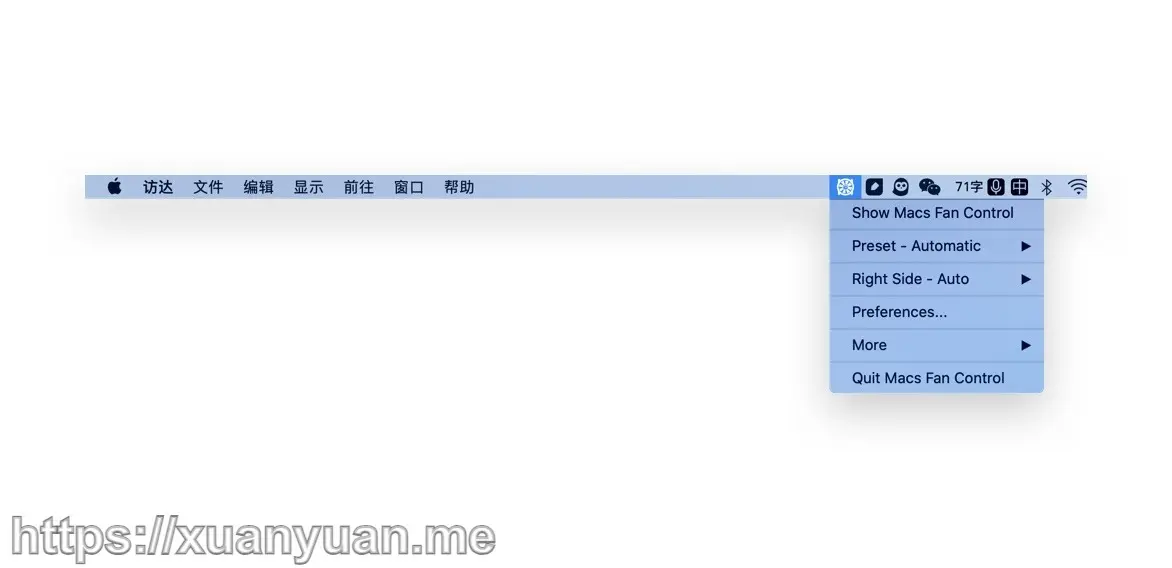 访达 文件 编辑 显示 前往 窗口 帮助 71字 中
Show Macs Fan Control
Preset - Automatic
Right Side - Auto
Preferences...
More
Quit Macs Fan Control
https://xuanyuan.me